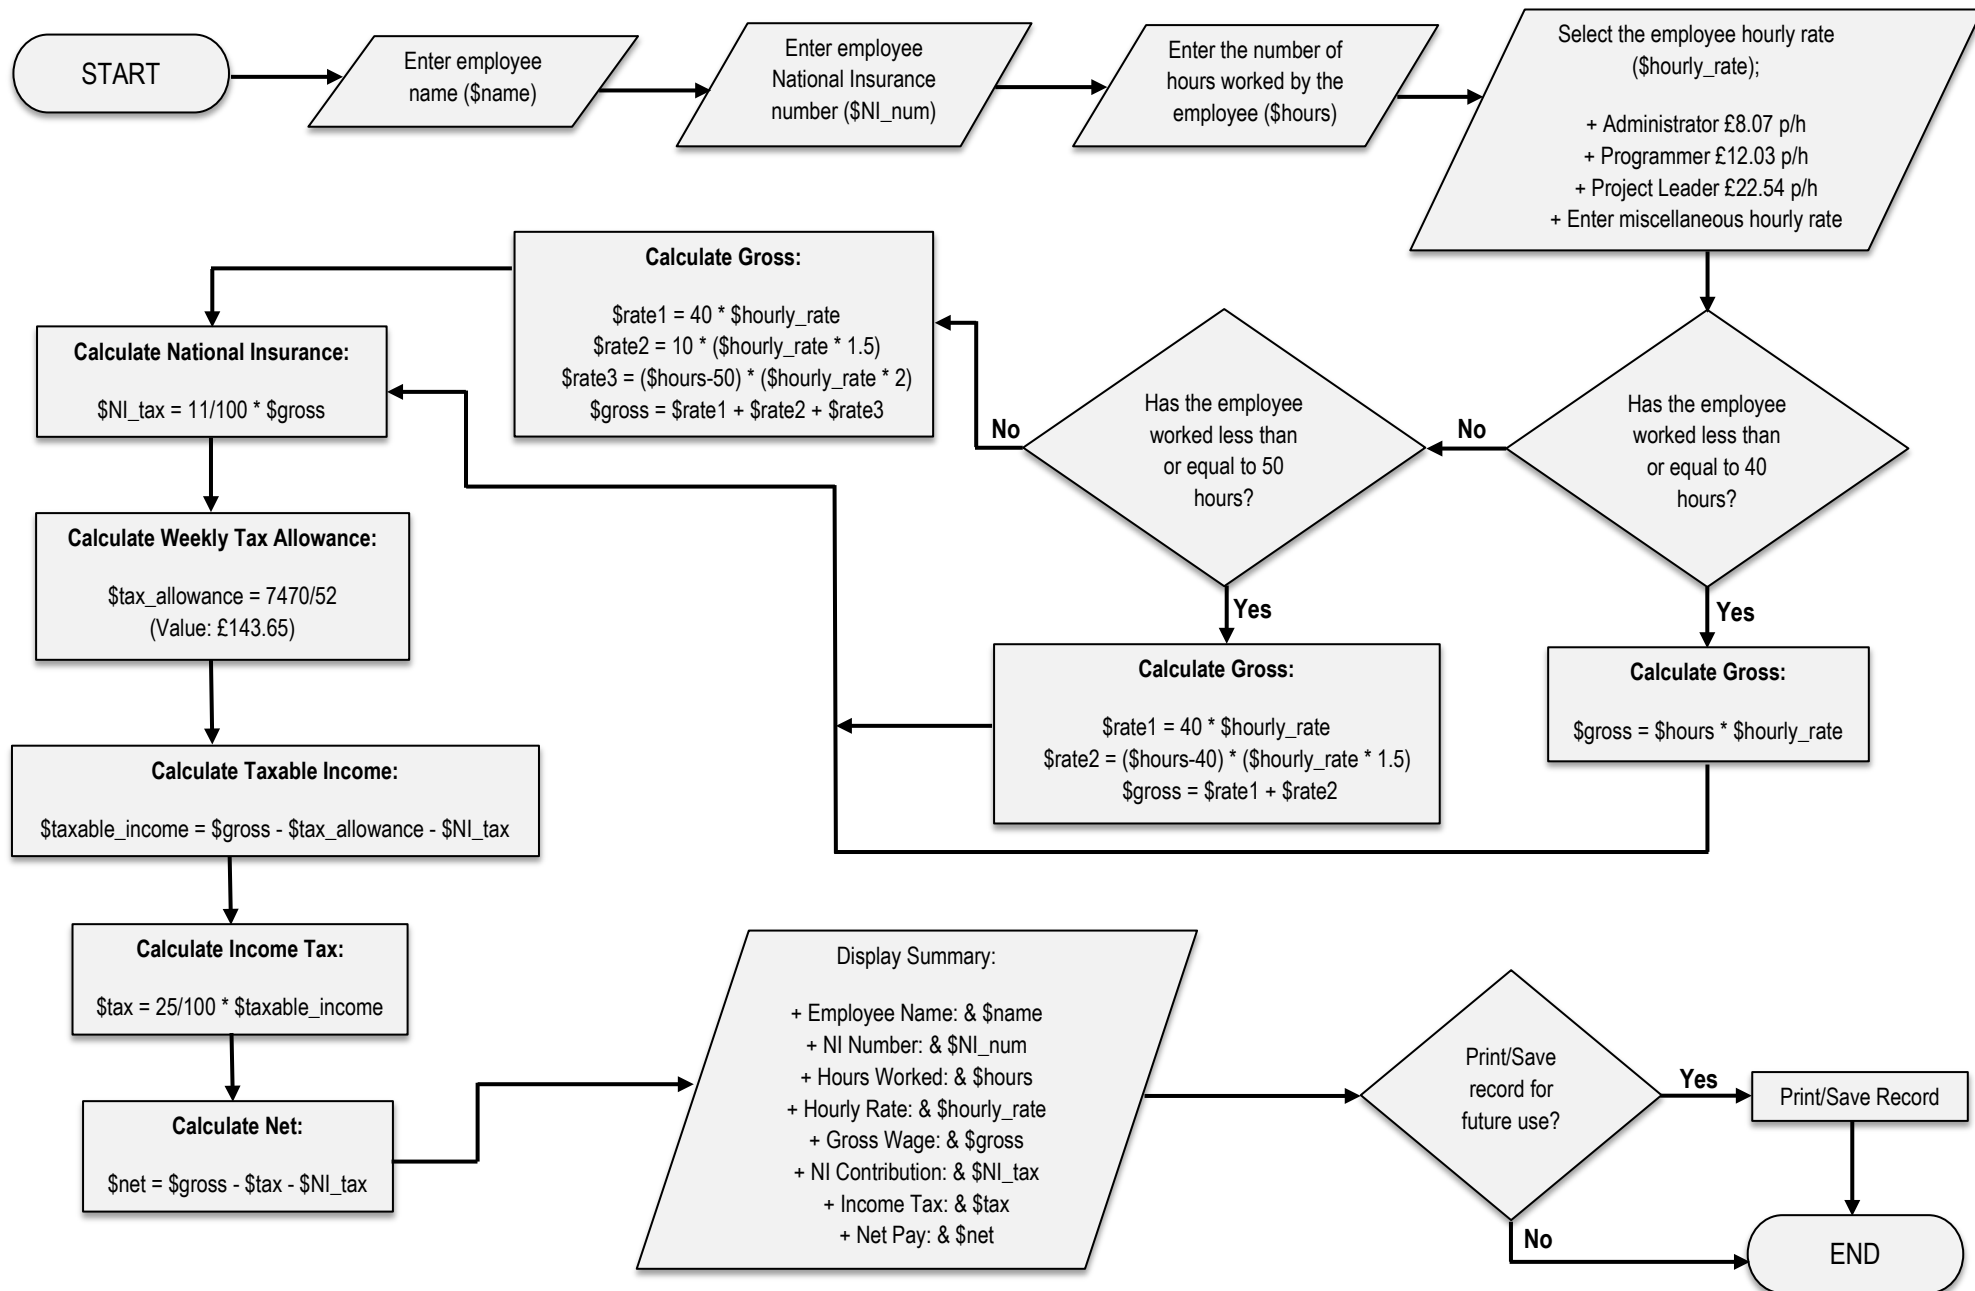 START
Enter employee
name ($name)
Enter employee
National Insurance
number ($NI_num)
Enter the number of
hours worked by the
employee ($hours)
Select the employee hourly rate
($hourly_rate);
+ Administrator £8.07 p/h
+ Programmer £12.03 p/h
+ Project Leader £22.54 p/h
+ Enter miscellaneous hourly rate
Has the employee
worked less than
or equal to 40
hours?
No
Yes
Calculate Gross:
$gross = $hours * $hourly_rate
Has the employee
worked less than
or equal to 50
hours?
No
Yes
Calculate Gross:
$rate1 = 40 * $hourly_rate
$rate2 = ($hours-40) * ($hourly_rate * 1.5)
$gross = $rate1 + $rate2
Calculate Gross:
$rate1 = 40 * $hourly_rate
$rate2 = 10 * ($hourly_rate * 1.5)
$rate3 = ($hours-50) * ($hourly_rate * 2)
$gross = $rate1 + $rate2 + $rate3
Calculate National Insurance:
$NI_tax = 11/100 * $gross
Calculate Weekly Tax Allowance:
$tax_allowance = 7470/52
(Value: £143.65)
Calculate Taxable Income:
$taxable_income = $gross - $tax_allowance - $NI_tax
Calculate Income Tax:
$tax = 25/100 * $taxable_income
Calculate Net:
$net = $gross - $tax - $NI_tax
Display Summary:
+ Employee Name: & $name
+ NI Number: & $NI_num
+ Hours Worked: & $hours
+ Hourly Rate: & $hourly_rate
+ Gross Wage: & $gross
+ NI Contribution: & $NI_tax
+ Income Tax: & $tax
+ Net Pay: & $net
Print/Save
record for
future use?
Yes
Print/Save Record
No
END